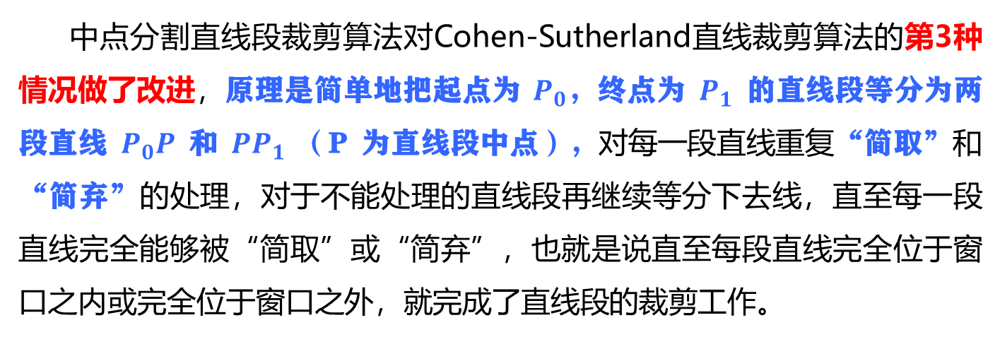 中点分割直线段裁剪算法对Cohen-Sutherland直线裁剪算法的第3种
情况做了改进，原理是简单地把起点为 P₀，终点为 P₁ 的直线段等分为两
段直线 P₀P 和 PP₁（P 为直线段中点），对每一段直线重复“简取”和
“简弃”的处理，对于不能处理的直线段再继续等分下去线，直至每一段
直线完全能够被“简取”或“简弃”，也就是说直至每段直线完全位于窗
口之内或完全位于窗口之外，就完成了直线段的裁剪工作。